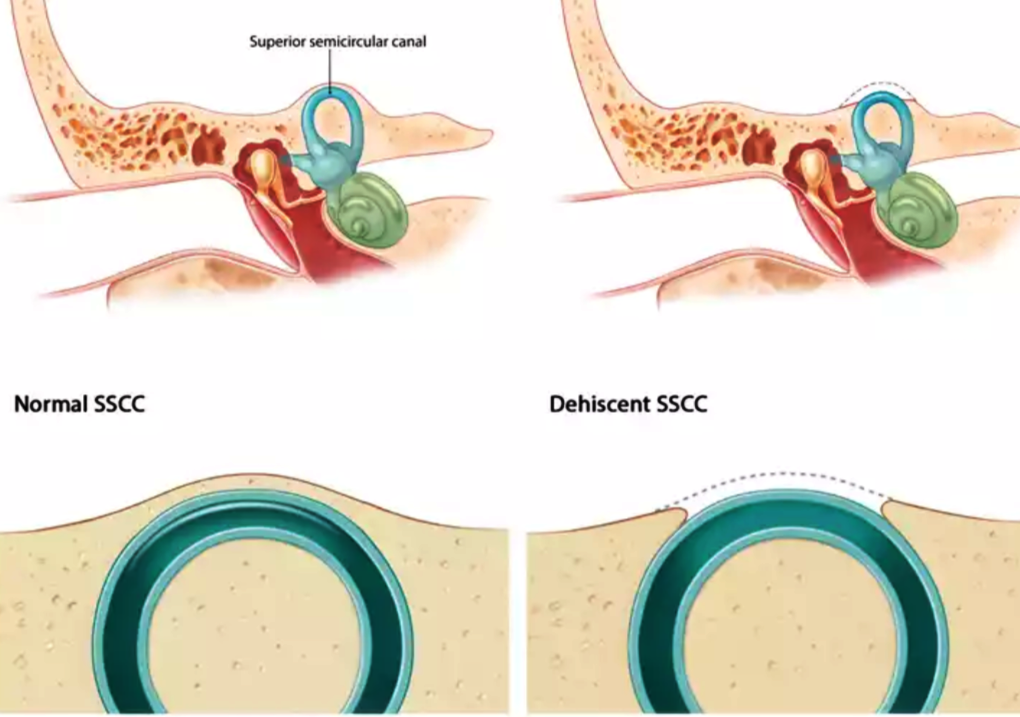 Superior semicircular canal
Normal SSCC
Dehiscent SSCC